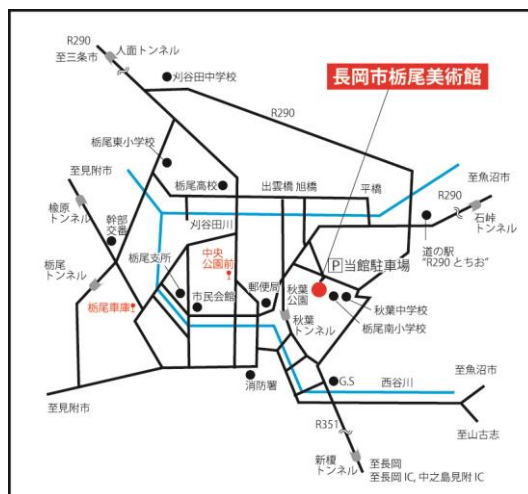 R290
至三条市
人面トンネル
刈谷田中学校
長岡市栃尾美術館
R290
栃尾東小学校
至見附市
栃尾高校
出雲橋 旭橋
平橋
至魚沼市
楡原
トンネル
R290
石峠
トンネル
幹部
交番
刈谷田川
道の駅
"R290 とちお"
栃尾支所
中央
公園前
P当館駐車場
栃尾
トンネル
郵便局
秋葉
公園
秋葉中学校
栃尾車庫
市民会館
秋葉
トンネル
栃尾南小学校
消防署
G.S
西谷川
至魚沼市
至見附市
R351
至山古志
新榎
トンネル
至長岡
至長岡 IC, 中之島見附 IC